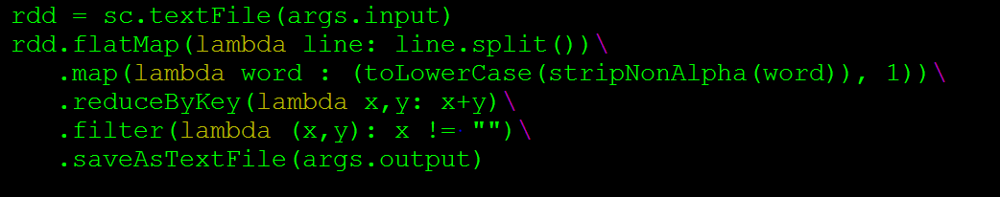 rdd = sc.textFile(args.input)
rdd.flatMap(lambda line: line.split())\
   .map(lambda word : (toLowerCase(stripNonAlpha(word)), 1))\
   .reduceByKey(lambda x,y: x+y)\
   .filter(lambda (x,y): x != "")\
   .saveAsTextFile(args.output)